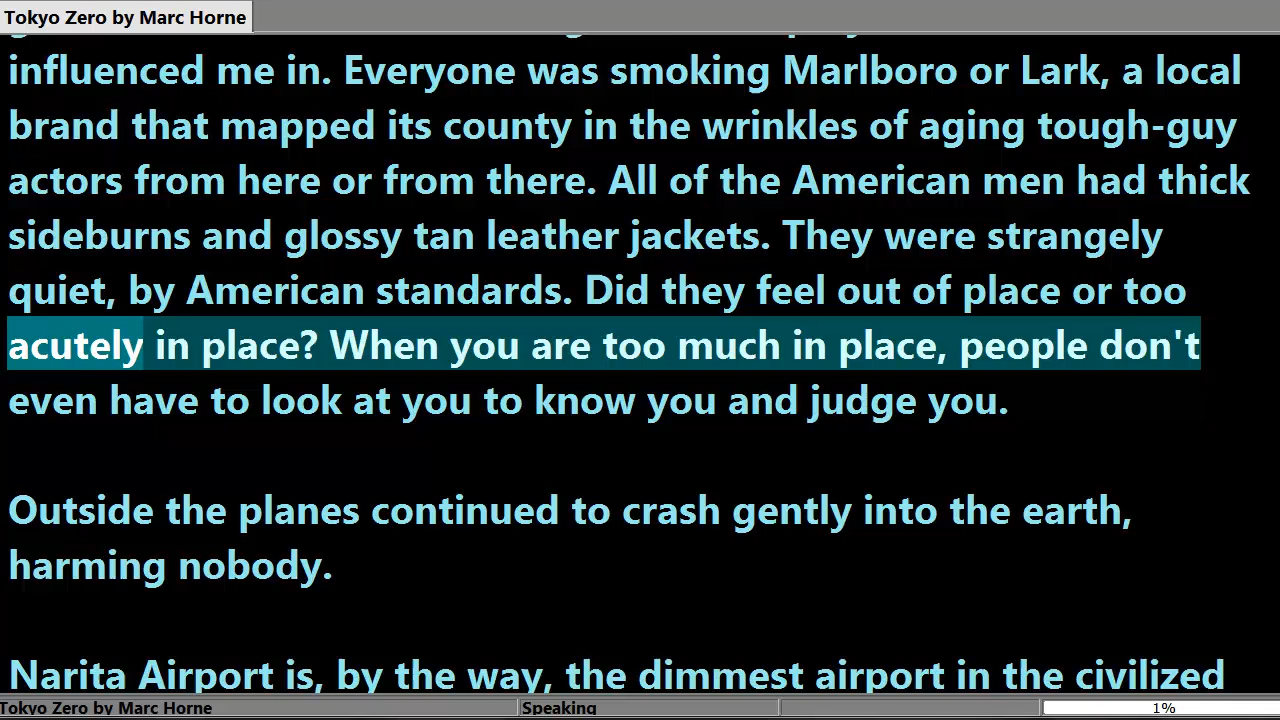 Tokyo Zero by Marc Horne
influenced me in. Everyone was smoking Marlboro or Lark, a local
brand that mapped its county in the wrinkles of aging tough-guy
actors from here or from there. All of the American men had thick
sideburns and glossy tan leather jackets. They were strangely
quiet, by American standards. Did they feel out of place or too
acutely in place? When you are too much in place, people don't
even have to look at you to know you and judge you.
Outside the planes continued to crash gently into the earth,
harming nobody.
Narita Airport is, by the way, the dimmest airport in the civilized
Tokyo Zero by Marc Horne
Speaking
1%